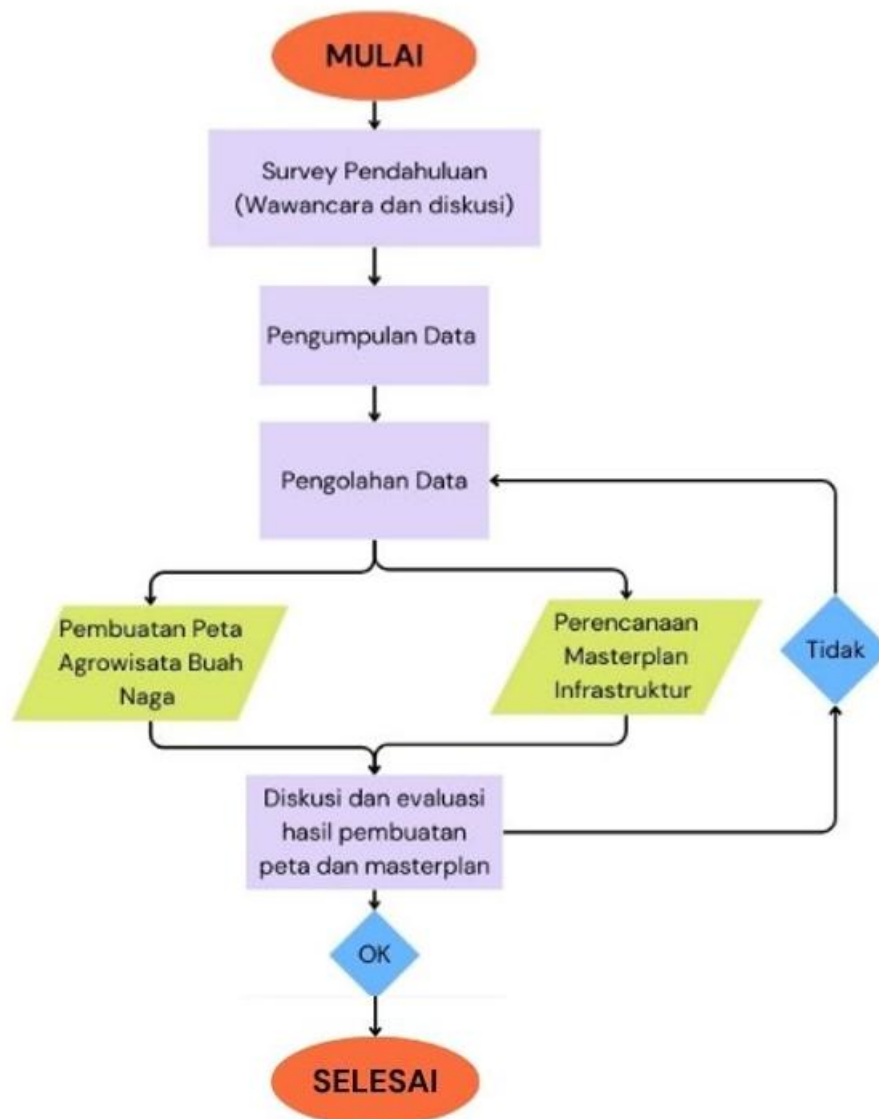 MULAI
Survey Pendahuluan
(Wawancara dan diskusi)
Pengumpulan Data
Pengolahan Data
Pembuatan Peta
Agrowisata Buah
Naga
Perencanaan
Masterplan
Infrastruktur
Tidak
Diskusi dan evaluasi
hasil pembuatan
peta dan masterplan
OK
SELESAI